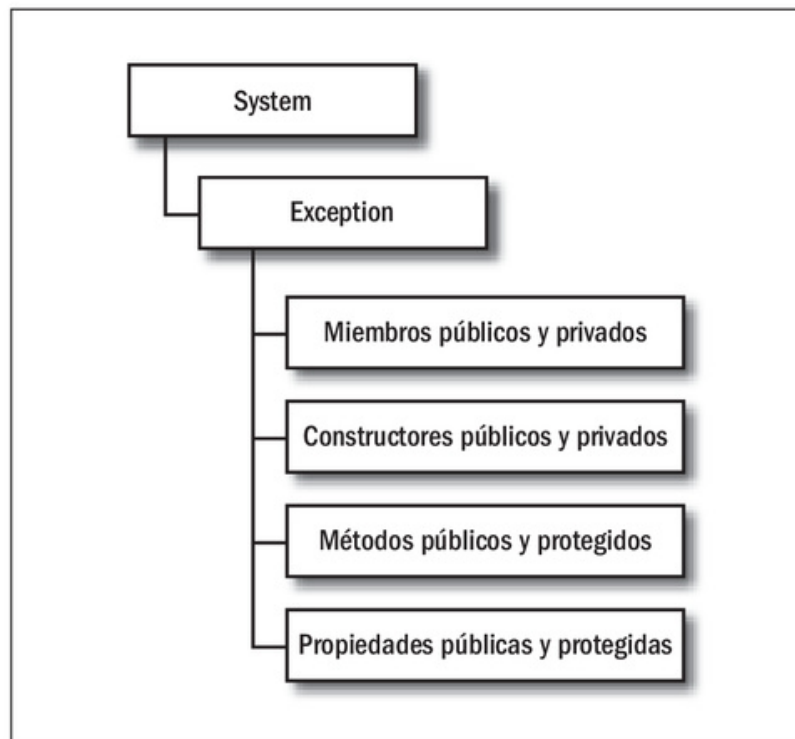 System
Exception
Miembros públicos y privados
Constructores públicos y privados
Métodos públicos y protegidos
Propiedades públicas y protegidas